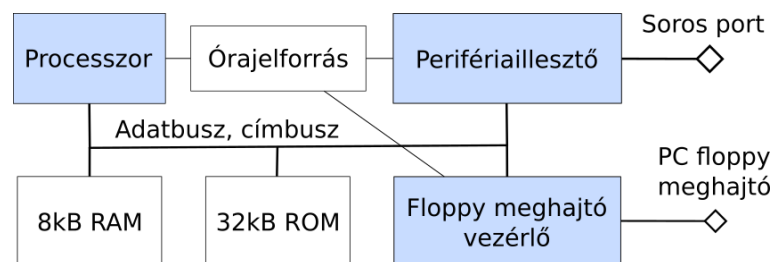 Soros port
Processzor
Órajelforrás
Perifériaillesztő
Adatbusz, címbusz
PC floppy
meghajtó
8kB RAM
32kB ROM
Floppy meghajtó
vezérlő